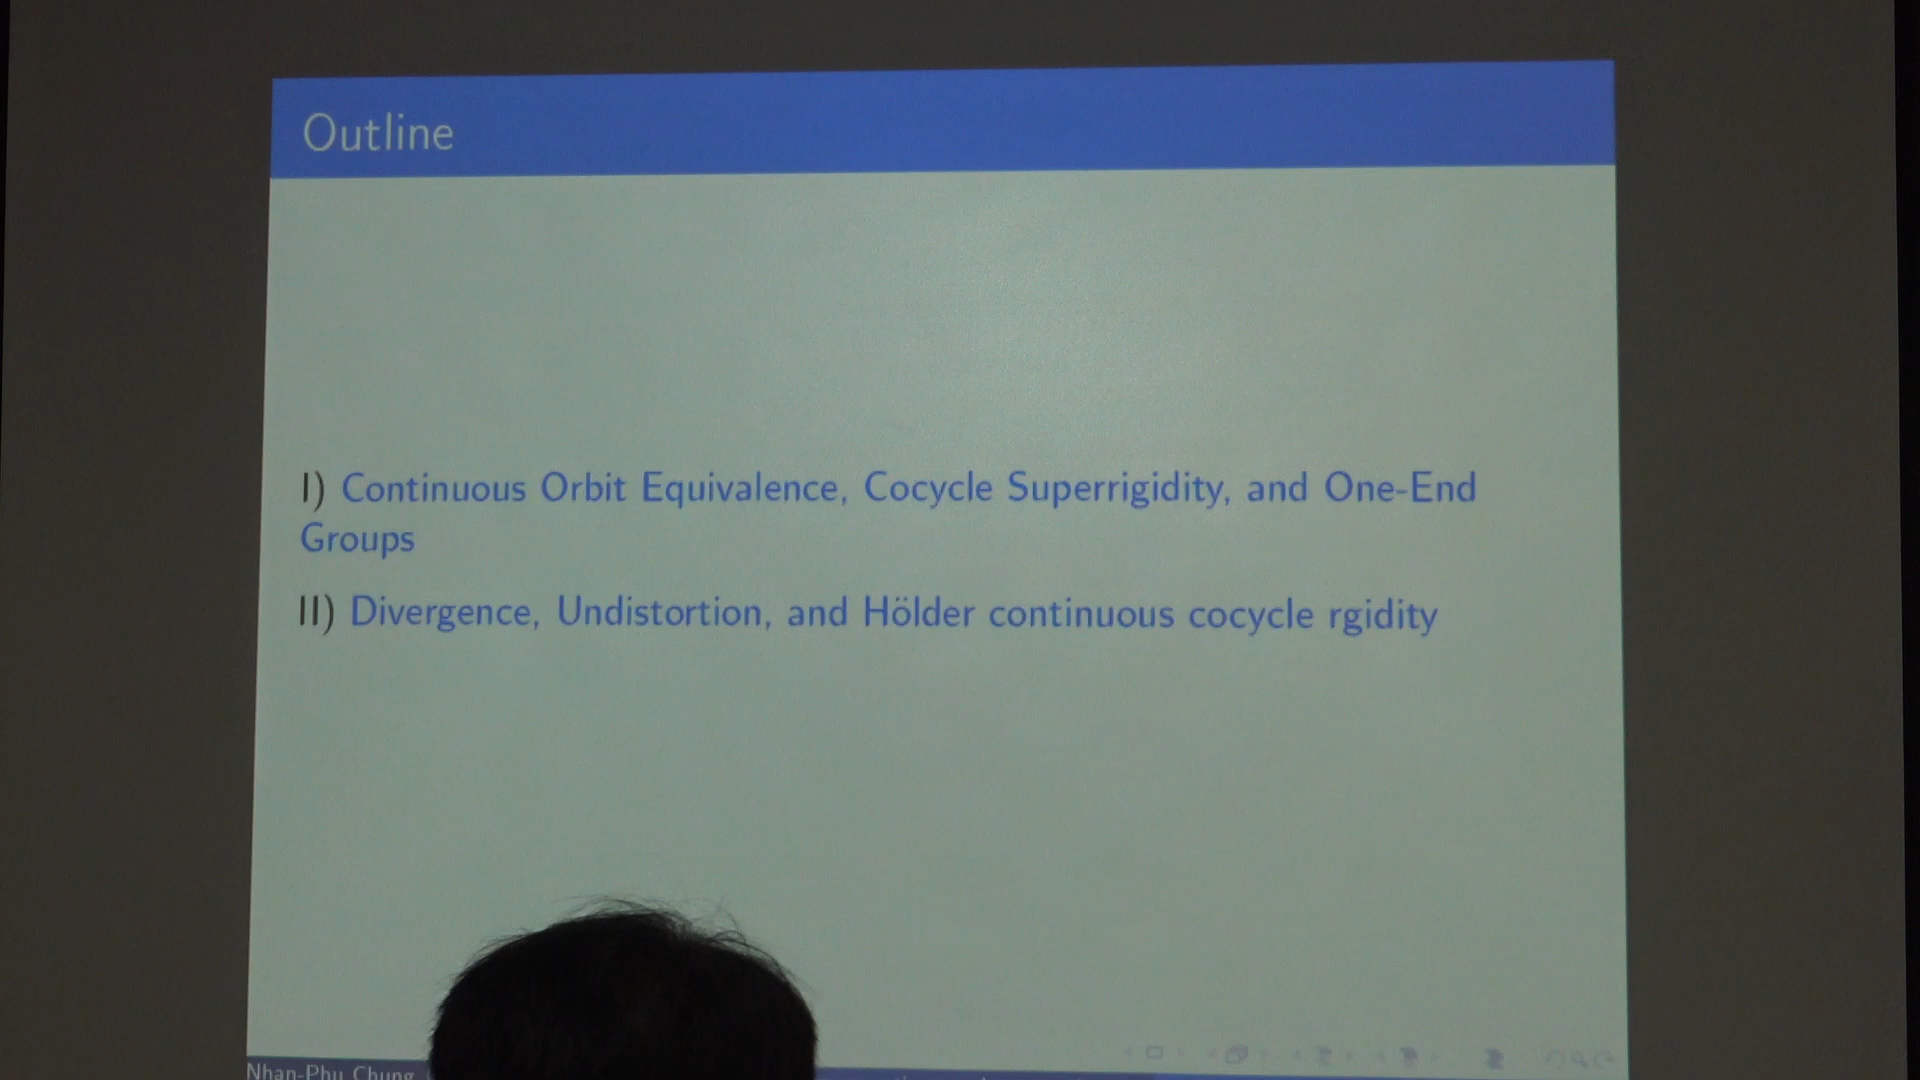 Outline
I) Continuous Orbit Equivalence, Cocycle Superrigidity, and One-End
Groups
II) Divergence, Undistortion, and Hölder continuous cocycle rgidity
Nhan-Phu Chung